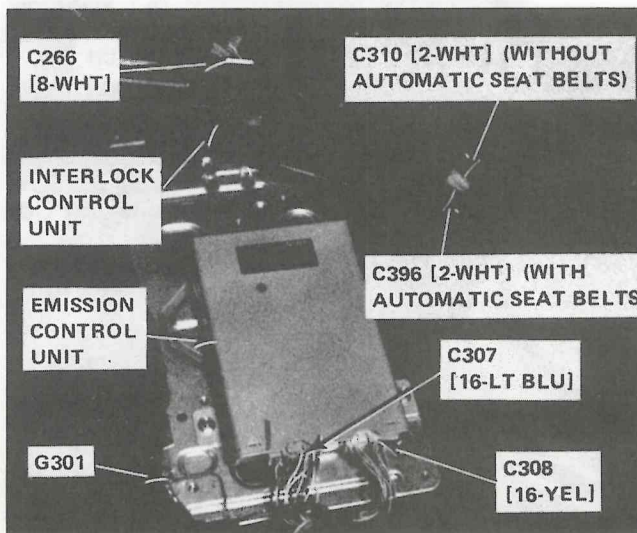 C266
[8-WHT]
C310 [2-WHT] (WITHOUT
AUTOMATIC SEAT BELTS)
INTERLOCK
CONTROL
UNIT
C396 [2-WHT] (WITH
AUTOMATIC SEAT BELTS
EMISSION
CONTROL
UNIT
C307
[16-LT BLU]
G301
C308
[16-YEL]